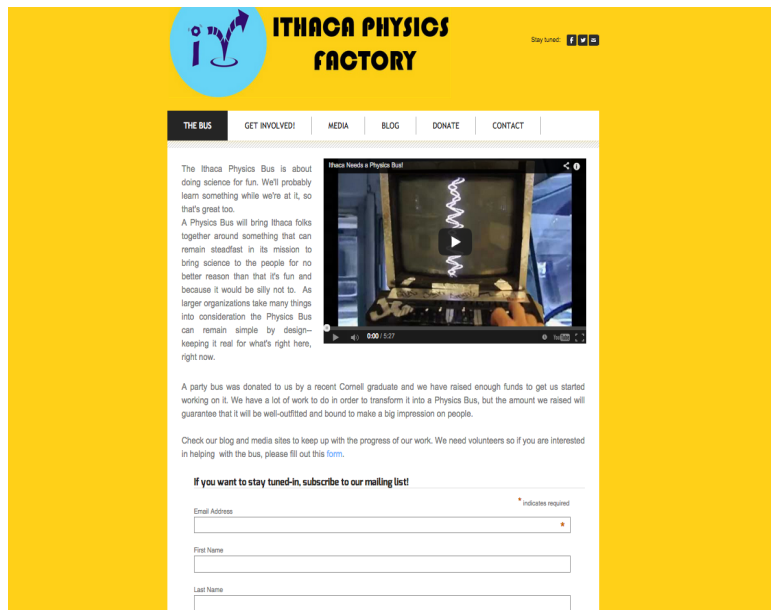 ITHACA PHYSICS
FACTORY
Stay tuned:
THE BUS
GET INVOLVED!
MEDIA
BLOG
DONATE
CONTACT
The Ithaca Physics Bus is about
doing science for fun. We'll probably
learn something while we're at it, so
that's great too.
A Physics Bus will bring Ithaca folks
together around something that can
remain steadfast in its mission to
bring science to the people for no
better reason than that it's fun and
because it would be silly not to. As
larger organizations take many things
into consideration the Physics Bus
can remain simple by design–
keeping it real for what's right here,
right now.
Ithaca Needs a Physics Bus!
0:00 / 5:27
YouTube
A party bus was donated to us by a recent Cornell graduate and we have raised enough funds to get us started
working on it. We have a lot of work to do in order to transform it into a Physics Bus, but the amount we raised will
guarantee that it will be well-outfitted and bound to make a big impression on people.
Check our blog and media sites to keep up with the progress of our work. We need volunteers so if you are interested
in helping with the bus, please fill out this form.
If you want to stay tuned-in, subscribe to our mailing list!
* indicates required
Email Address
*
First Name
Last Name